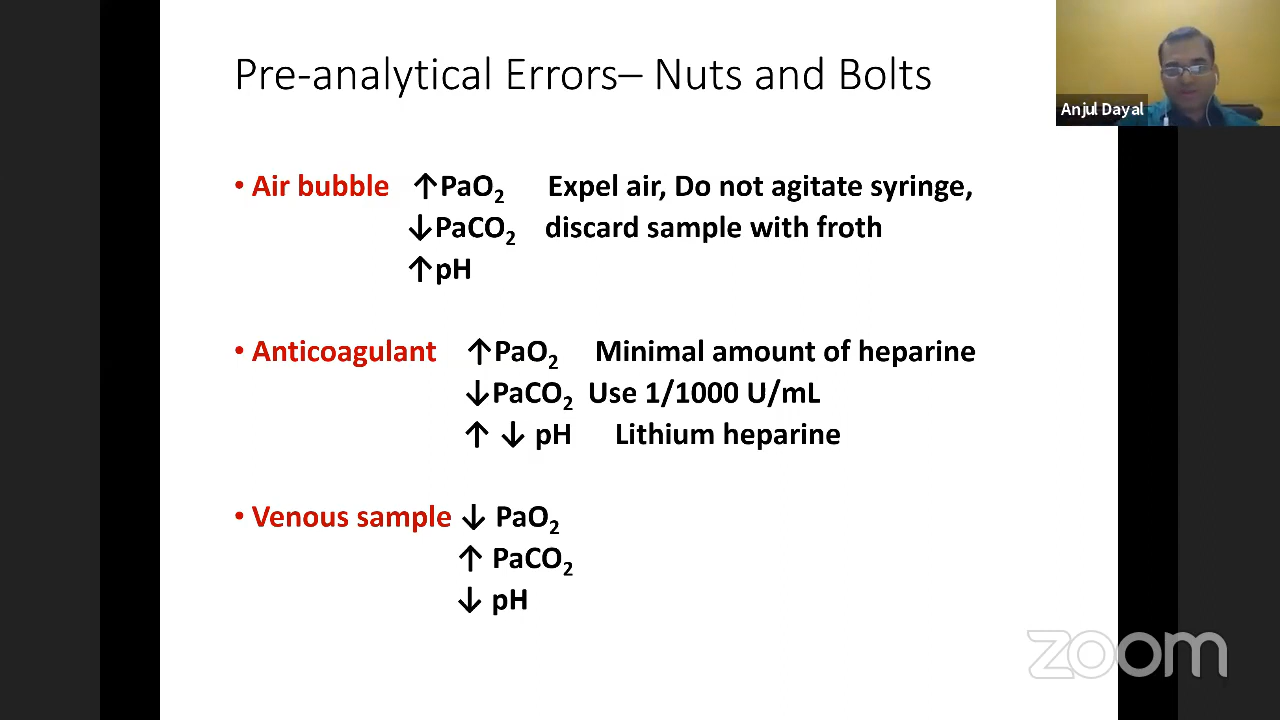 Pre-analytical Errors– Nuts and Bolts
Anjul Dayal
• Air bubble ↑PaO₂ Expel air, Do not agitate syringe,
↓PaCO₂ discard sample with froth
↑pH
• Anticoagulant ↑PaO₂ Minimal amount of heparine
↓PaCO₂ Use 1/1000 U/mL
↑ ↓ pH Lithium heparine
• Venous sample ↓ PaO₂
↑ PaCO₂
↓ pH
zoom